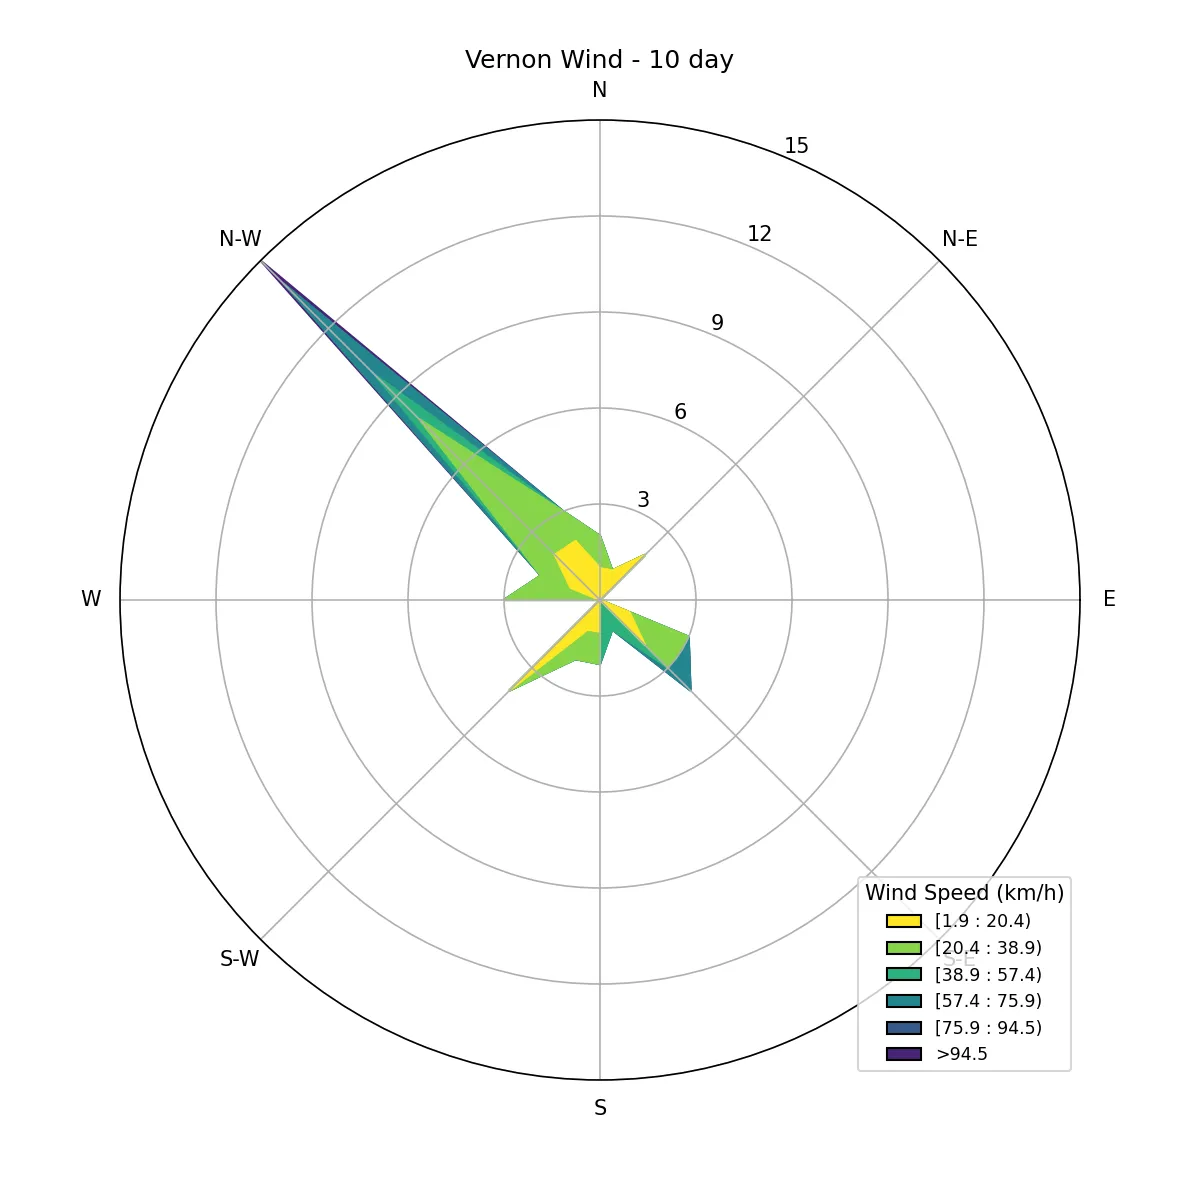 Vernon Wind - 10 day
N
15
N-W
N-E
12
9
6
3
W
E
Wind Speed (km/h)
[1.9 : 20.4)
[20.4 : 38.9)
S-W
S-E
[38.9 : 57.4)
[57.4 : 75.9)
[75.9 : 94.5)
>94.5
S